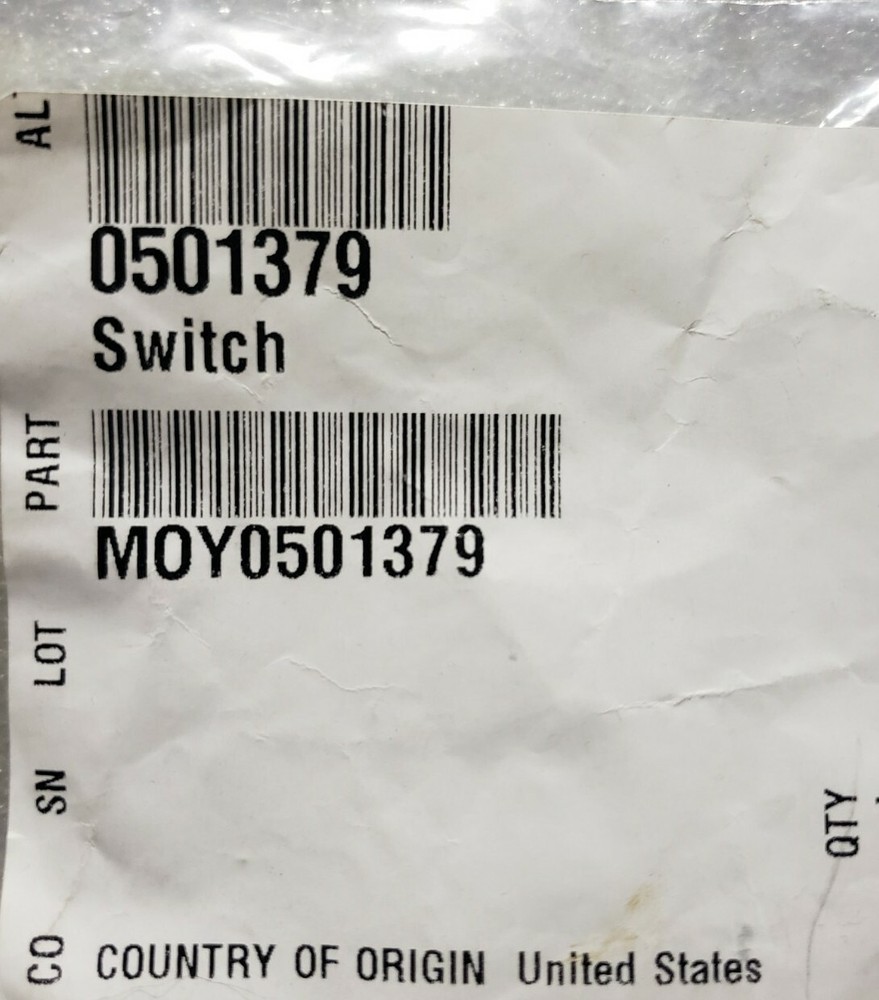 AL
0501379
Switch
PART
MOY0501379
LOT
SN
QTY
CO COUNTRY OF ORIGIN United States